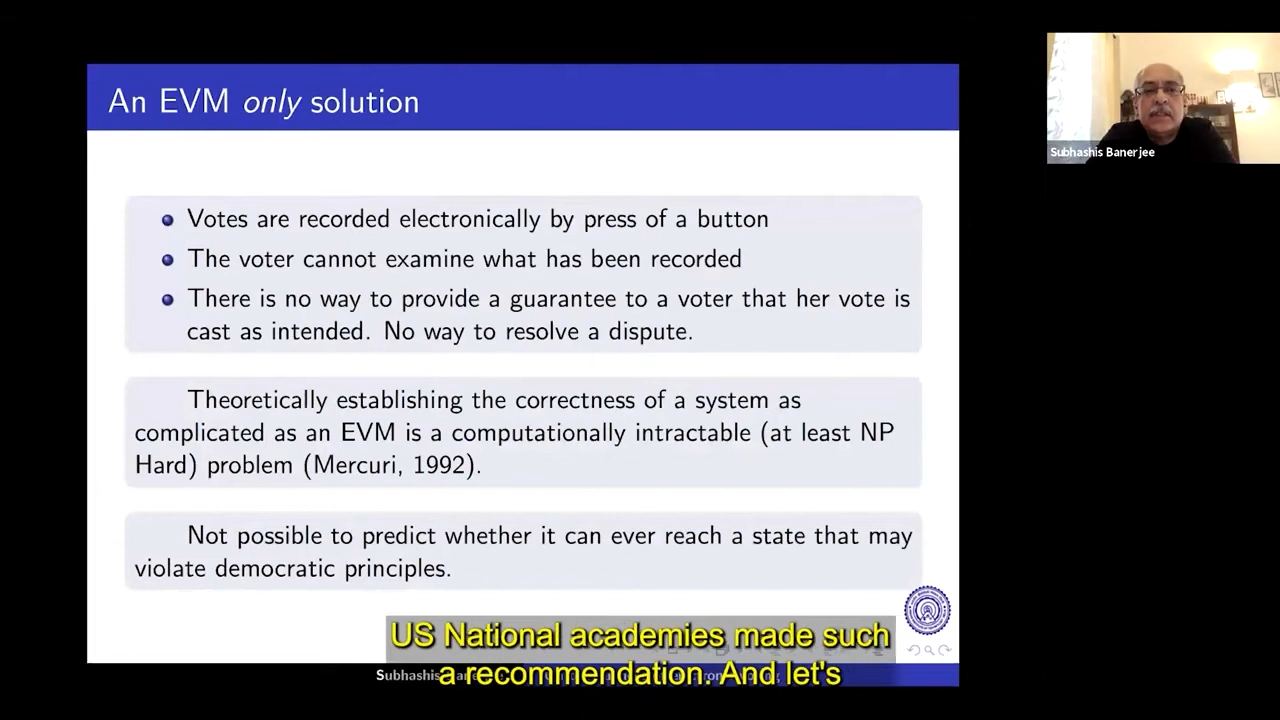 An EVM only solution
Subhashis Banerjee
Votes are recorded electronically by press of a button
The voter cannot examine what has been recorded
There is no way to provide a guarantee to a voter that her vote is
cast as intended. No way to resolve a dispute.
Theoretically establishing the correctness of a system as
complicated as an EVM is a computationally intractable (at least NP
Hard) problem (Mercuri, 1992).
Not possible to predict whether it can ever reach a state that may
violate democratic principles.
US National academies made such
a recommendation. And let's
Subhashis